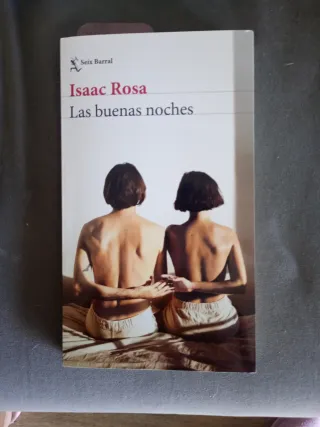 Seix Barral
Isaac Rosa
Las buenas noches